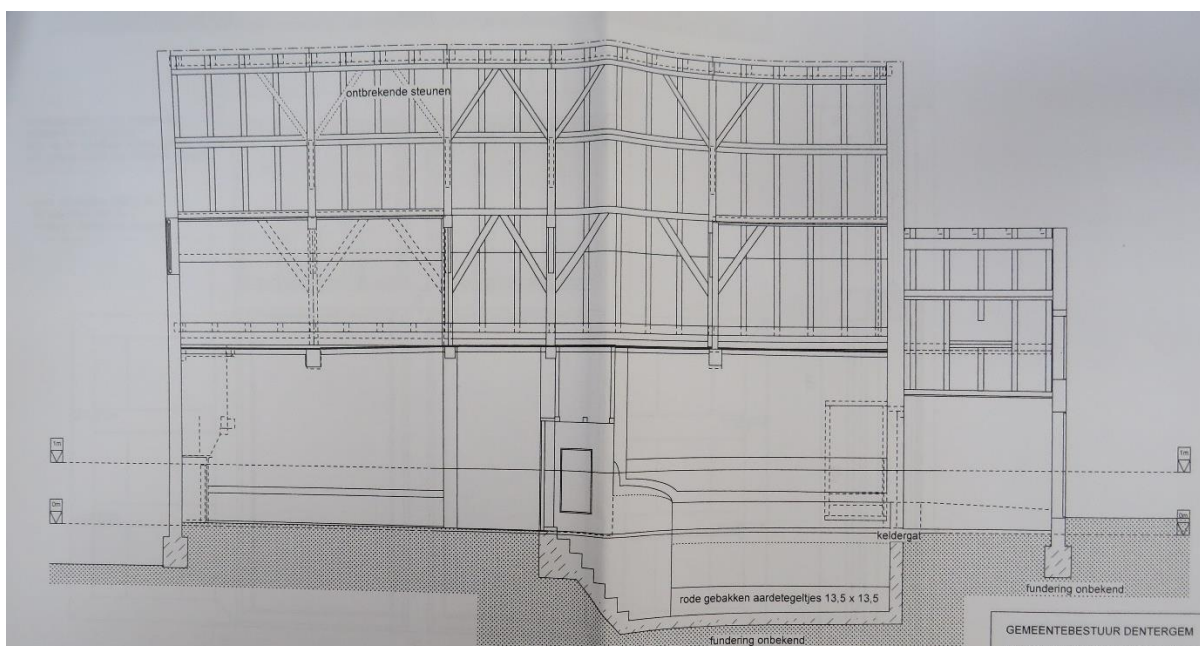 ontbrekende steunen
1m
1m
0m
0m
keldergat
rode gebakken aardetegeltjes 13,5 x 13,5
fundering onbekend
fundering onbekend
GEMEENTEBESTUUR DENTERGEM